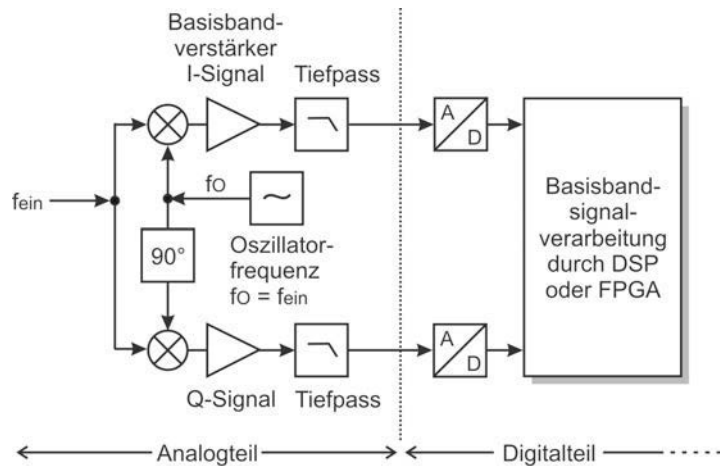 Basisband-
verstärker
I-Signal
Tiefpass
A
D
fein
fO
90°
Oszillator-
frequenz
fO = fein
Basisband-
signal-
verarbeitung
durch DSP
oder FPGA
A
D
Q-Signal
Tiefpass
Analogteil
Digitalteil